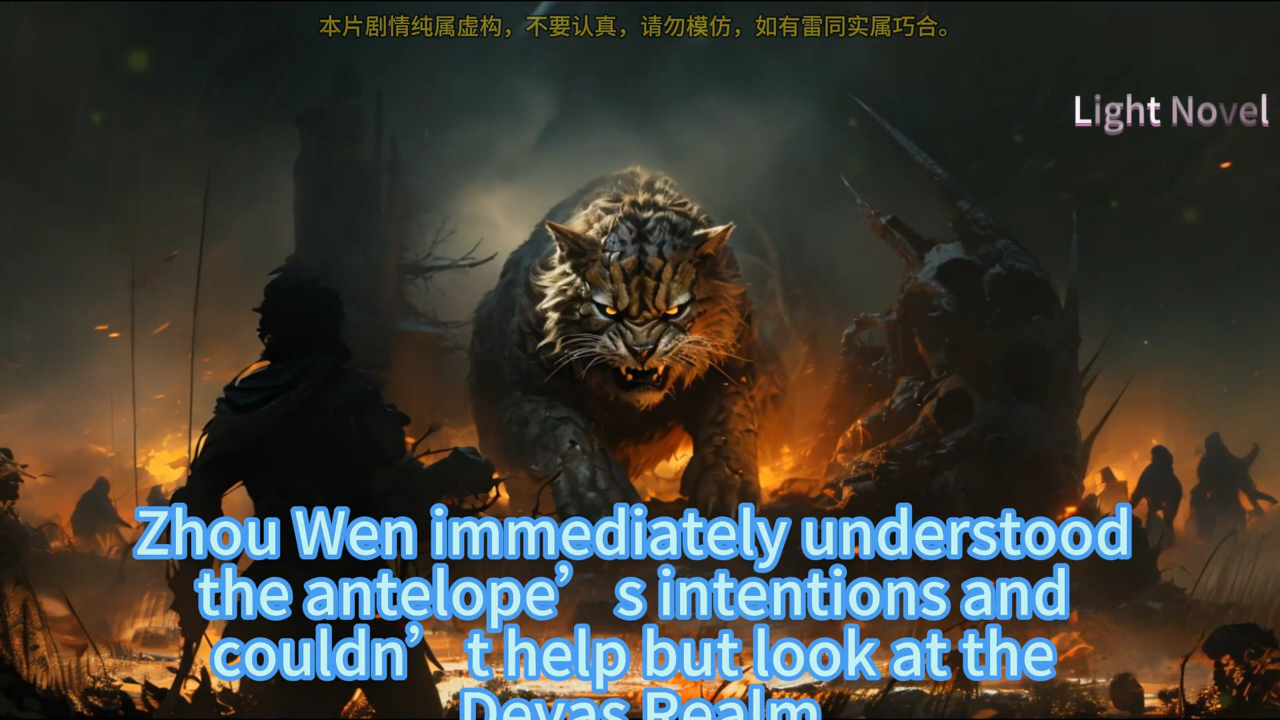 本片剧情纯属虚构，不要认真，请勿模仿，如有雷同实属巧合。
Light Novel
Zhou Wen immediately understood
the antelope’s intentions and
couldn’t help but look at the
Devas Realm